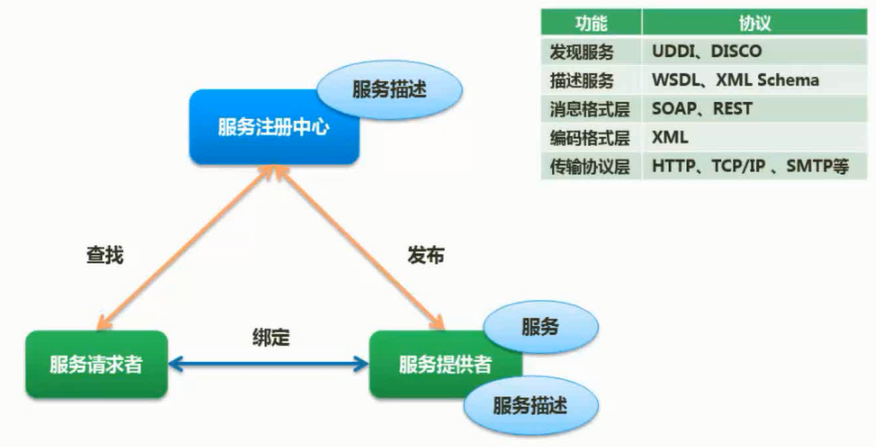 功能 协议
发现服务 UDDI、DISCO
描述服务 WSDL、XML Schema
消息格式层 SOAP、REST
编码格式层 XML
传输协议层 HTTP、TCP/IP 、SMTP等
服务描述
服务注册中心
查找
发布
绑定
服务
服务请求者
服务提供者
服务描述